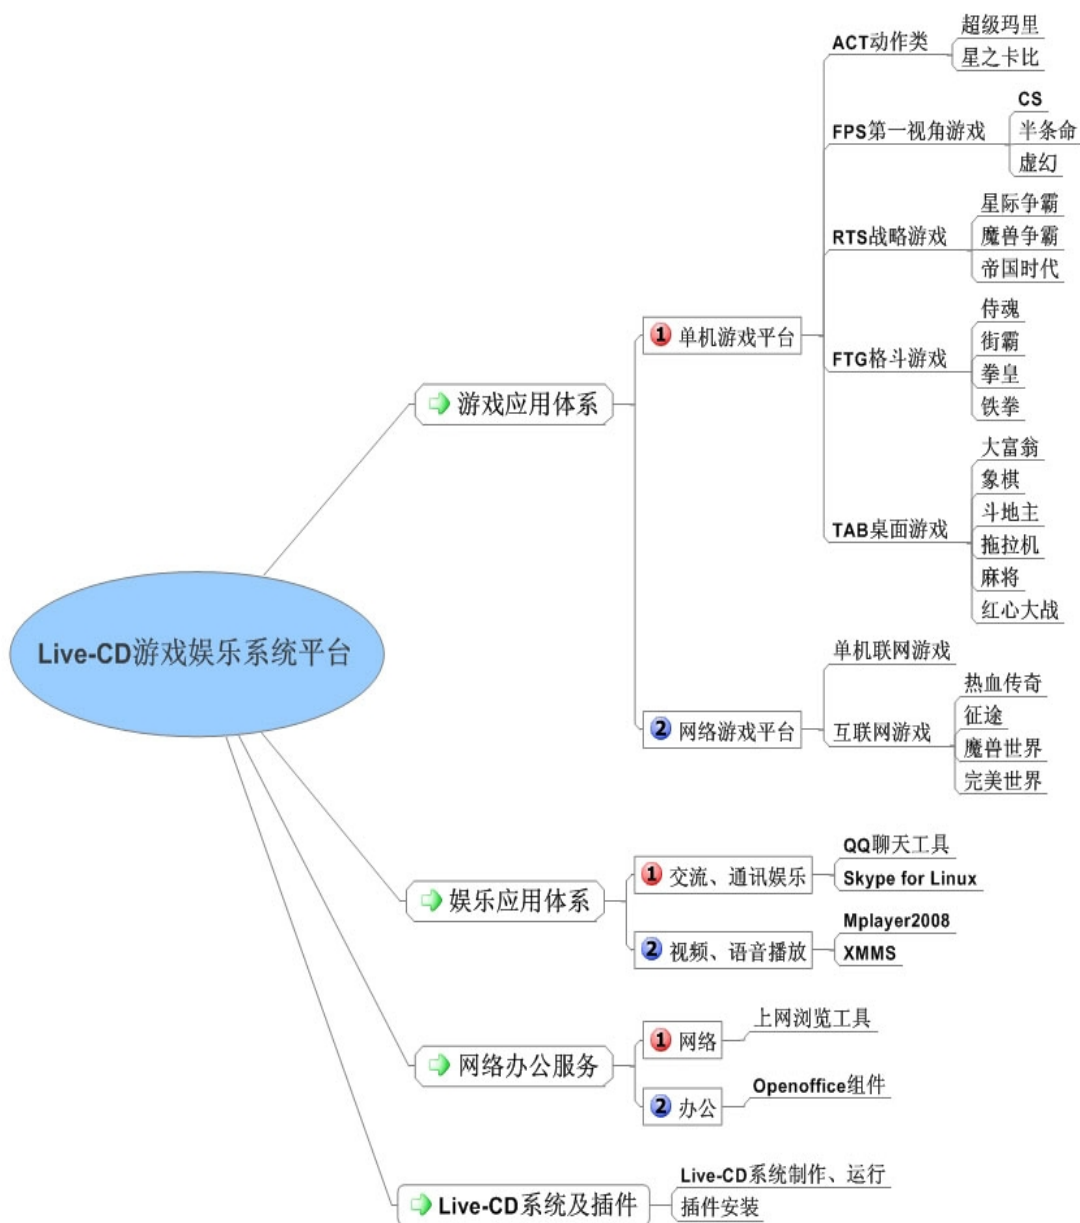 Live-CD游戏娱乐系统平台
游戏应用体系
1 单机游戏平台
ACT动作类
超级玛里
星之卡比
FPS第一视角游戏
CS
半条命
虚幻
RTS战略游戏
星际争霸
魔兽争霸
帝国时代
FTG格斗游戏
侍魂
街霸
拳皇
铁拳
TAB桌面游戏
大富翁
象棋
斗地主
拖拉机
麻将
红心大战
2 网络游戏平台
单机联网游戏
互联网游戏
热血传奇
征途
魔兽世界
完美世界
娱乐应用体系
1 交流、通讯娱乐
QQ聊天工具
Skype for Linux
2 视频、语音播放
Mplayer2008
XMMS
网络办公服务
1 网络
上网浏览工具
2 办公
Openoffice组件
Live-CD系统及插件
Live-CD系统制作、运行
插件安装